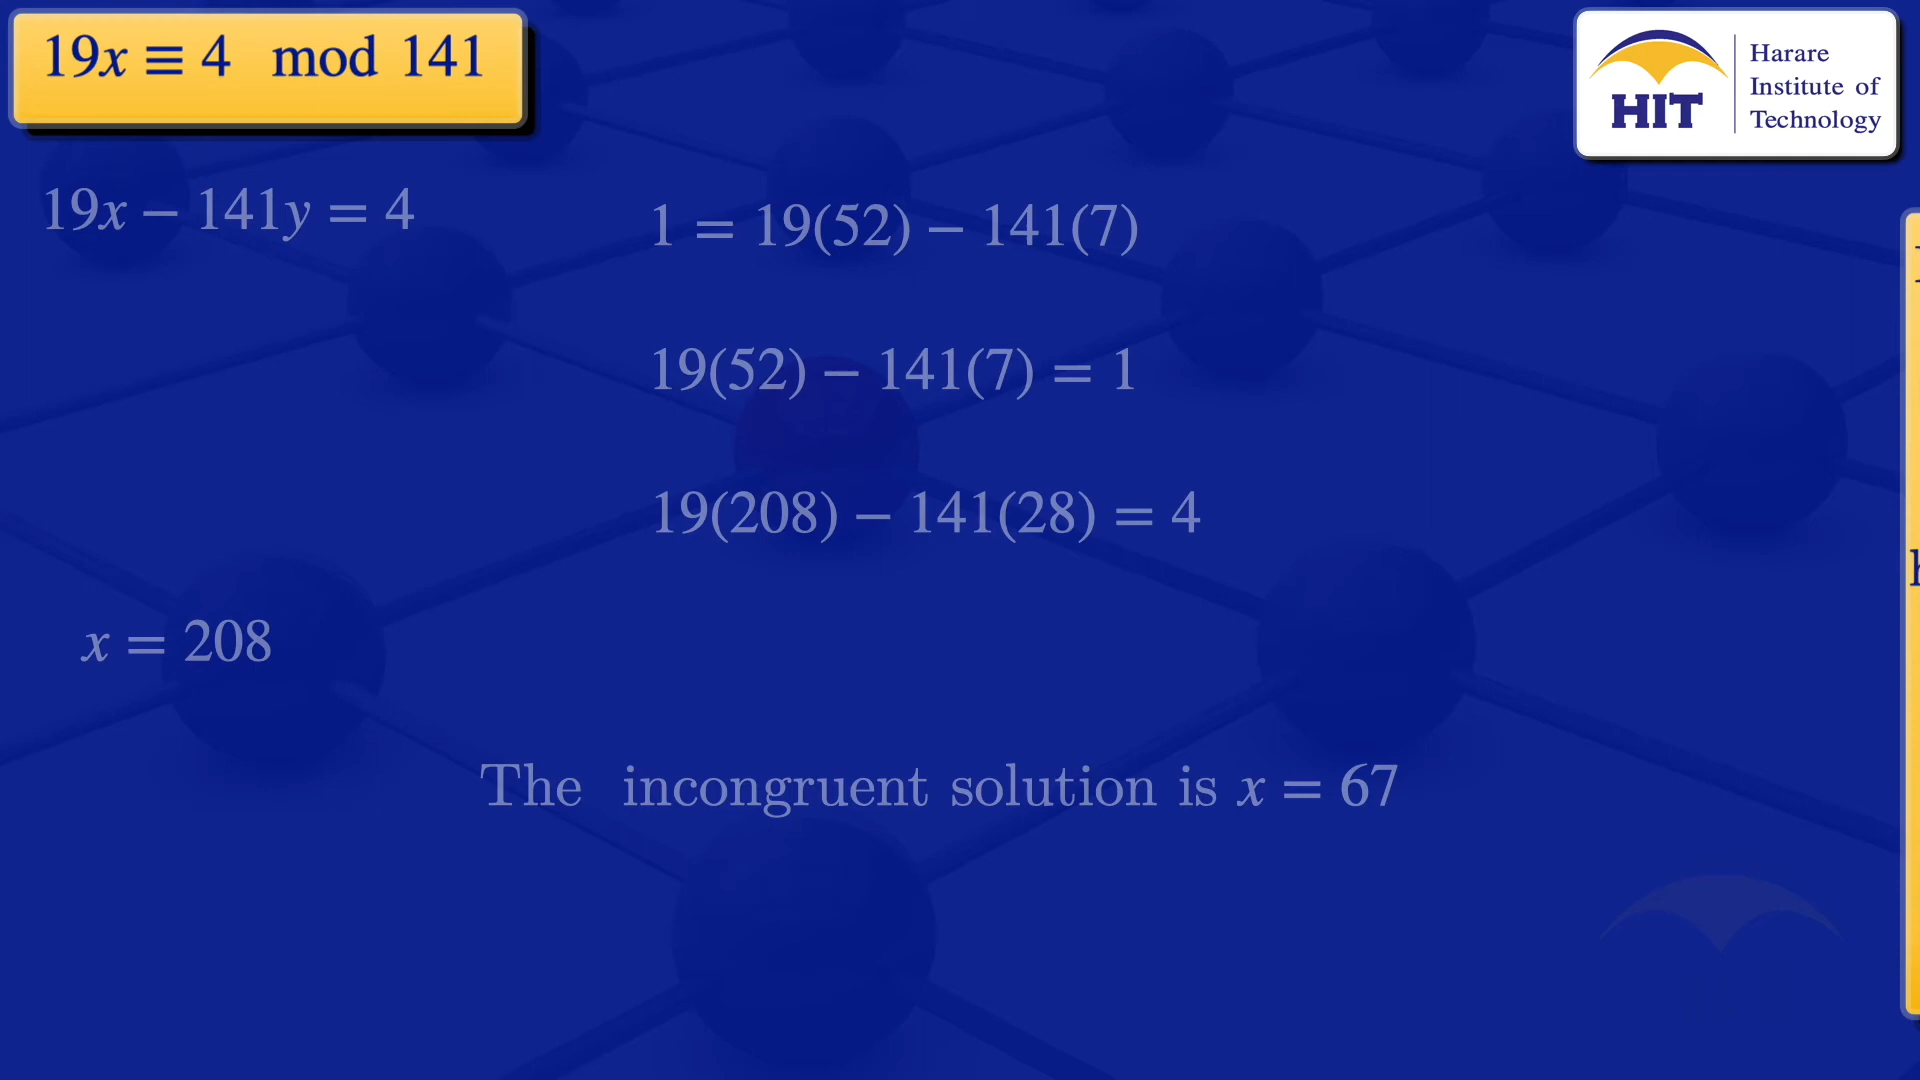 19x ≡ 4 mod 141
HIT
Harare
Institute of
Technology
19x − 141y = 4
1 = 19(52) − 141(7)
19(52) − 141(7) = 1
19(208) − 141(28) = 4
x = 208
The incongruent solution is x = 67